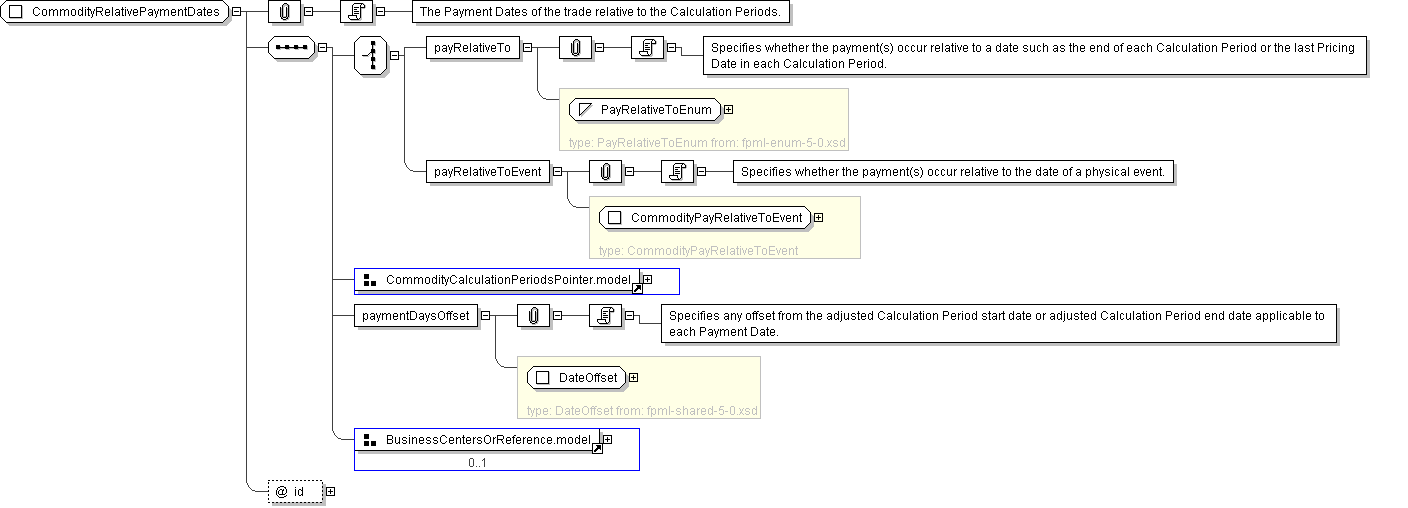 CommodityRelativePaymentDates
The Payment Dates of the trade relative to the Calculation Periods.
payRelativeTo
Specifies whether the payment(s) occur relative to a date such as the end of each Calculation Period or the last Pricing
Date in each Calculation Period.
PayRelativeToEnum
type: PayRelativeToEnum from: fpml-enum-5-0.xsd
payRelativeToEvent
Specifies whether the payment(s) occur relative to the date of a physical event.
CommodityPayRelativeToEvent
type: CommodityPayRelativeToEvent
CommodityCalculationPeriodsPointer.model
paymentDaysOffset
Specifies any offset from the adjusted Calculation Period start date or adjusted Calculation Period end date applicable to
each Payment Date.
DateOffset
type: DateOffset from: fpml-shared-5-0.xsd
BusinessCentersOrReference.model
0..1
@ id